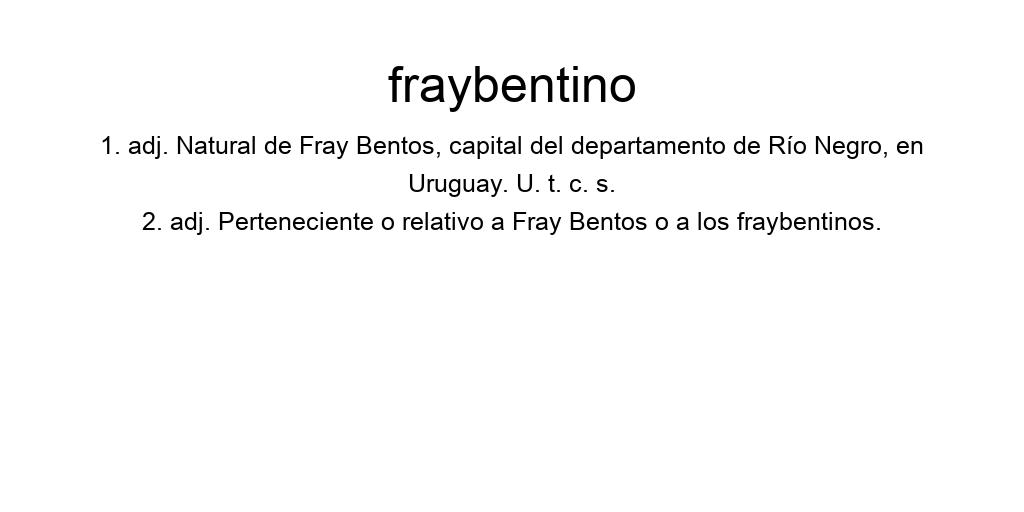 fraybentino
1. adj. Natural de Fray Bentos, capital del departamento de Río Negro, en
Uruguay. U. t. c. s.
2. adj. Perteneciente o relativo a Fray Bentos o a los fraybentinos.